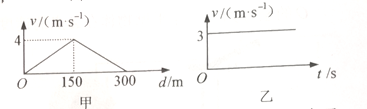 v/(m·s⁻¹)
4
O
150
300
d/m
甲
v/(m·s⁻¹)
3
O
t/s
乙